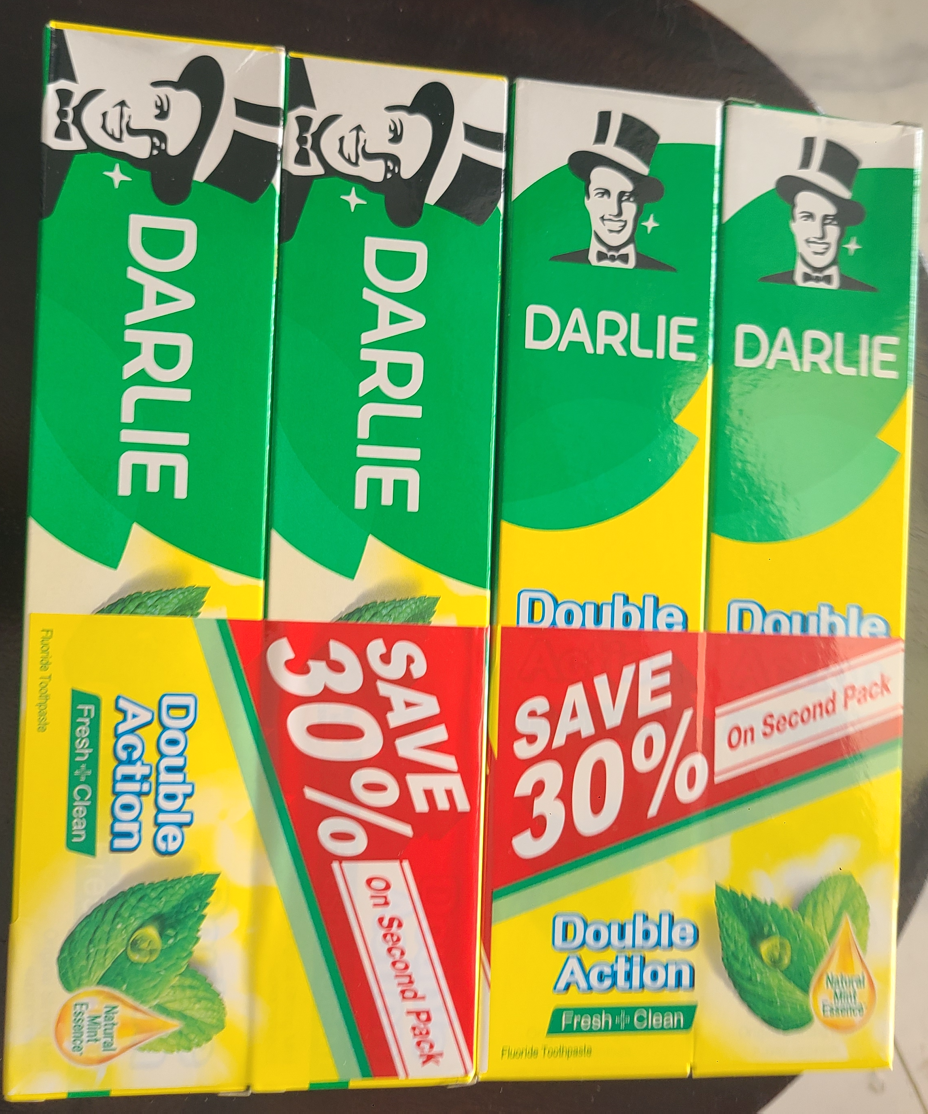 DARLIE
DARLIE
DARLIE
DARLIE
Double
Double
Fluoride Toothpaste
Double
Action
Fresh + Clean
Natural
Mint
Essence
SAVE
30%
On Second Pack
SAVE
30%
On Second Pack
Double
Action
Fresh + Clean
Fluoride Toothpaste
Natural
Mint
Essence